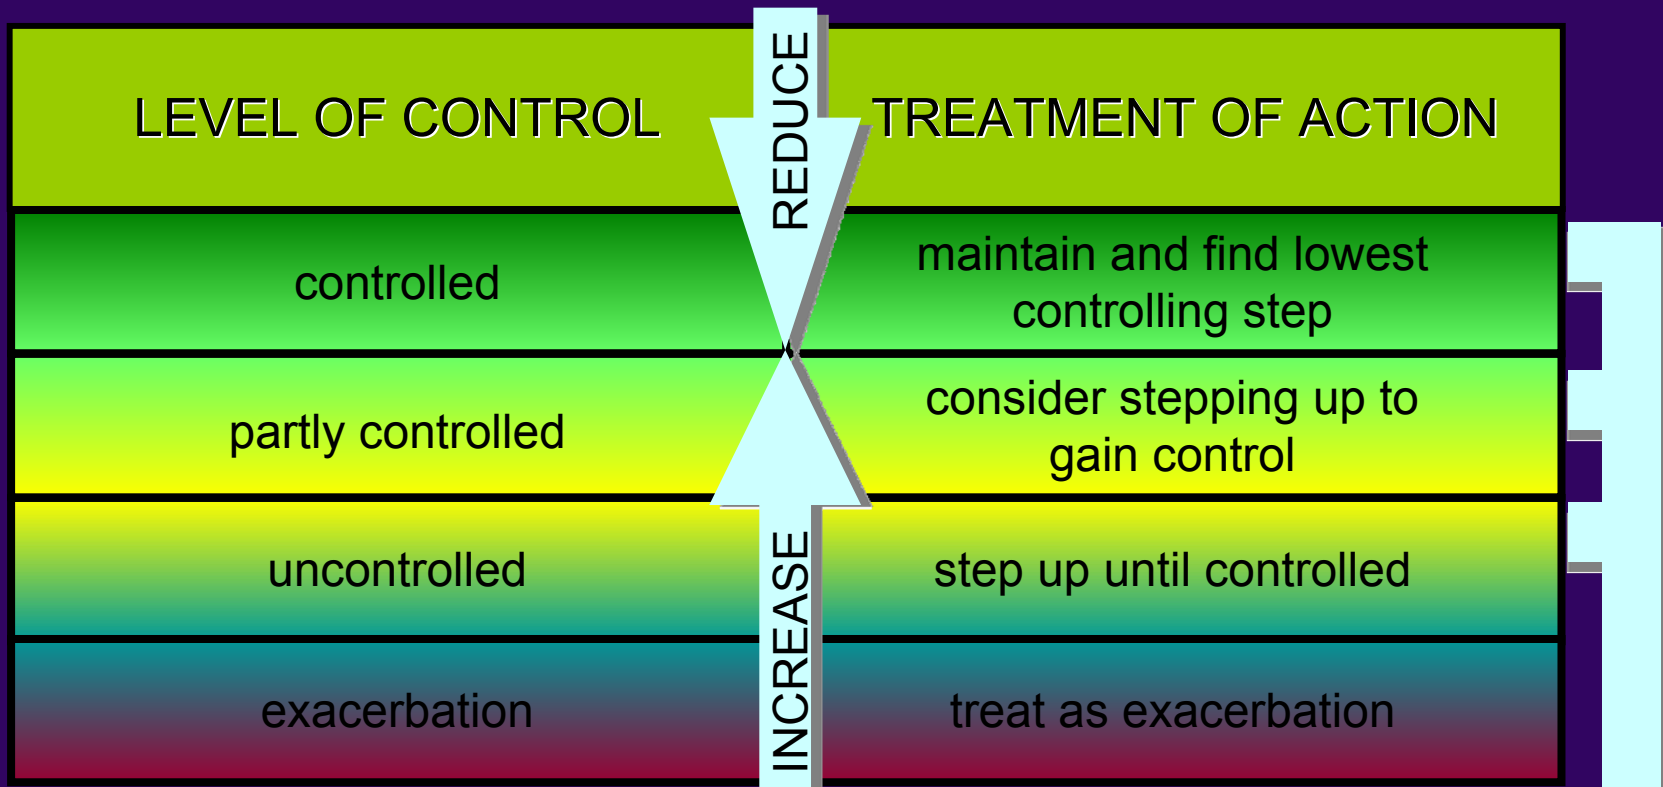 LEVEL OF CONTROL
REDUCE
TREATMENT OF ACTION
controlled
maintain and find lowest
controlling step
partly controlled
consider stepping up to
gain control
uncontrolled
INCREASE
step up until controlled
exacerbation
treat as exacerbation